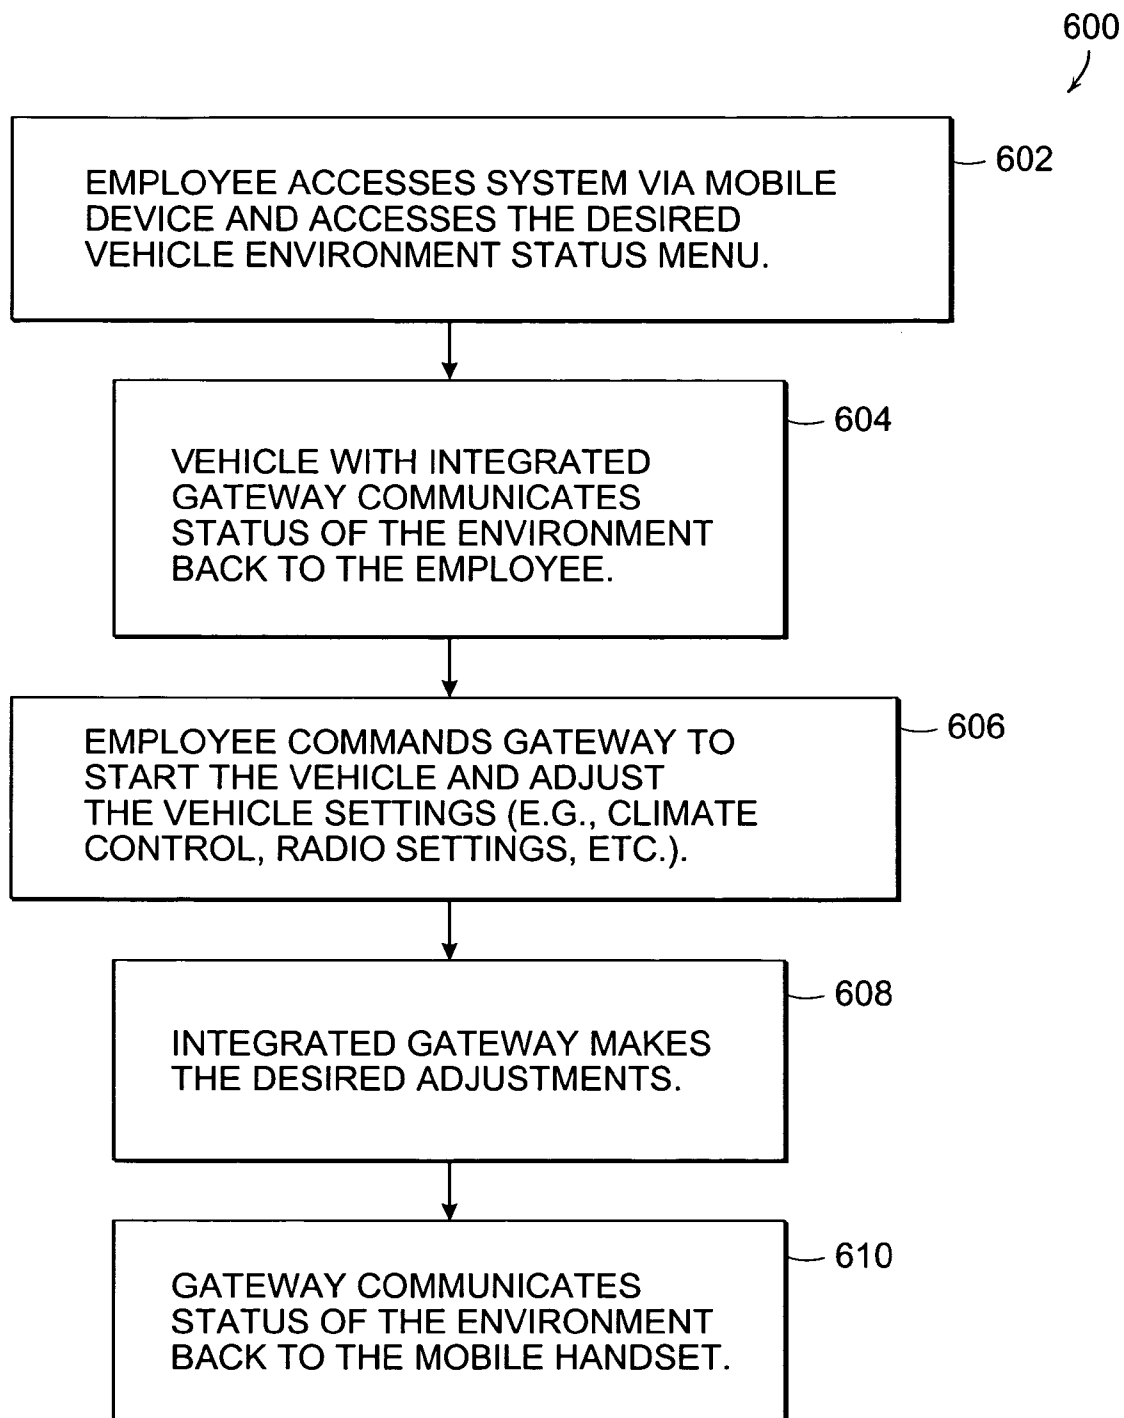 600
EMPLOYEE ACCESSES SYSTEM VIA MOBILE
DEVICE AND ACCESSES THE DESIRED
VEHICLE ENVIRONMENT STATUS MENU.
602
VEHICLE WITH INTEGRATED
GATEWAY COMMUNICATES
STATUS OF THE ENVIRONMENT
BACK TO THE EMPLOYEE.
604
EMPLOYEE COMMANDS GATEWAY TO
START THE VEHICLE AND ADJUST
THE VEHICLE SETTINGS (E.G., CLIMATE
CONTROL, RADIO SETTINGS, ETC.).
606
INTEGRATED GATEWAY MAKES
THE DESIRED ADJUSTMENTS.
608
GATEWAY COMMUNICATES
STATUS OF THE ENVIRONMENT
BACK TO THE MOBILE HANDSET.
610